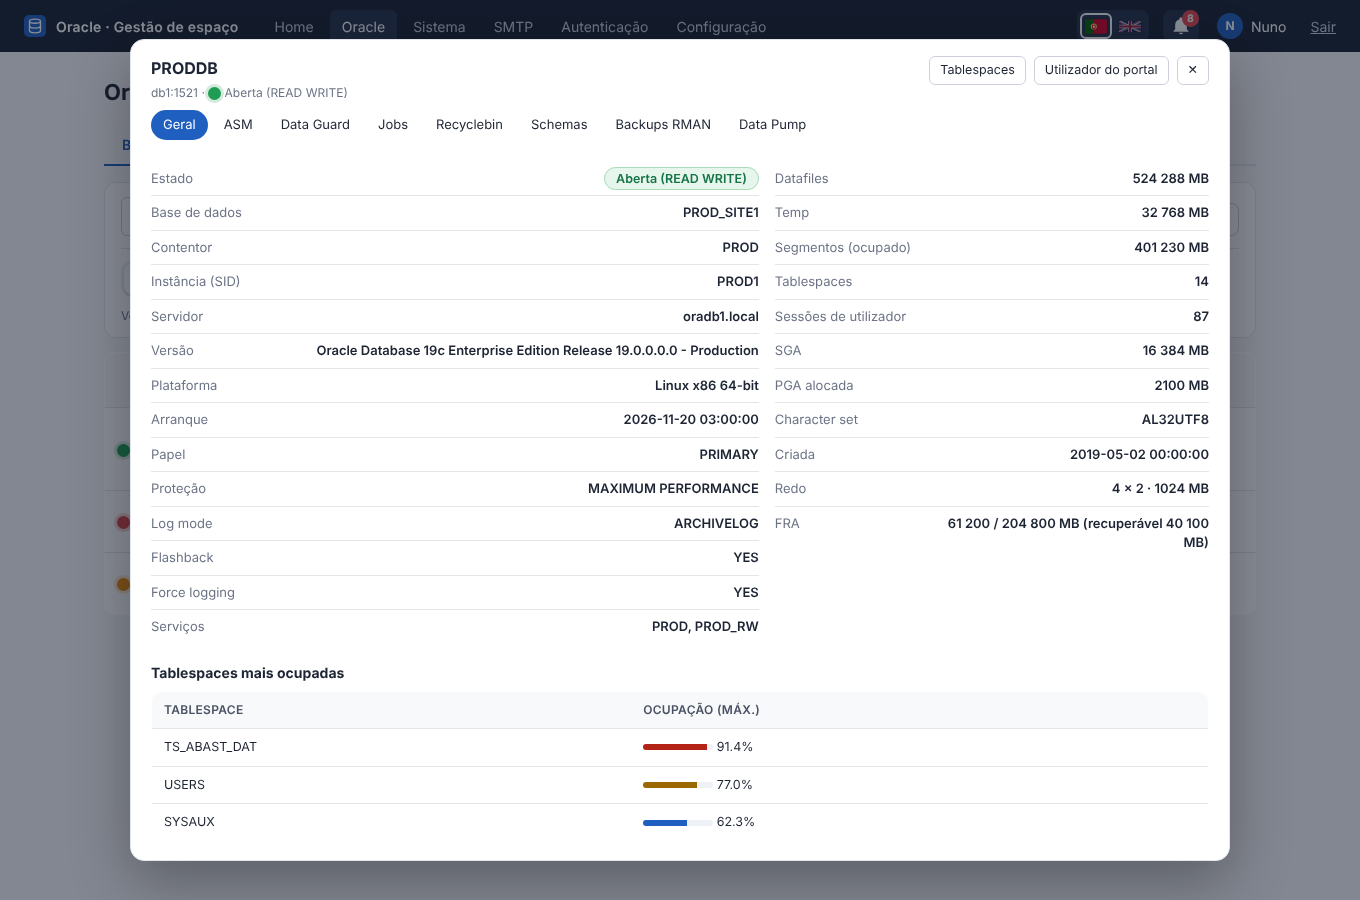 Oracle · Gestão de espaço
Home
Oracle
Sistema
SMTP
Autenticação
Configuração
8
N
Nuno
Sair
PRODDB
Tablespaces
Utilizador do portal
×
db1:1521 · Aberta (READ WRITE)
Geral
ASM
Data Guard
Jobs
Recyclebin
Schemas
Backups RMAN
Data Pump
Estado Aberta (READ WRITE)
Base de dados PROD_SITE1
Contentor PROD
Instância (SID) PROD1
Servidor oradb1.local
Versão Oracle Database 19c Enterprise Edition Release 19.0.0.0.0 - Production
Plataforma Linux x86 64-bit
Arranque 2026-11-20 03:00:00
Papel PRIMARY
Proteção MAXIMUM PERFORMANCE
Log mode ARCHIVELOG
Flashback YES
Force logging YES
Serviços PROD, PROD_RW
Datafiles 524 288 MB
Temp 32 768 MB
Segmentos (ocupado) 401 230 MB
Tablespaces 14
Sessões de utilizador 87
SGA 16 384 MB
PGA alocada 2100 MB
Character set AL32UTF8
Criada 2019-05-02 00:00:00
Redo 4 × 2 · 1024 MB
FRA 61 200 / 204 800 MB (recuperável 40 100
MB)
Tablespaces mais ocupadas
TABLESPACE OCUPAÇÃO (MÁX.)
TS_ABAST_DAT 91.4%
USERS 77.0%
SYSAUX 62.3%